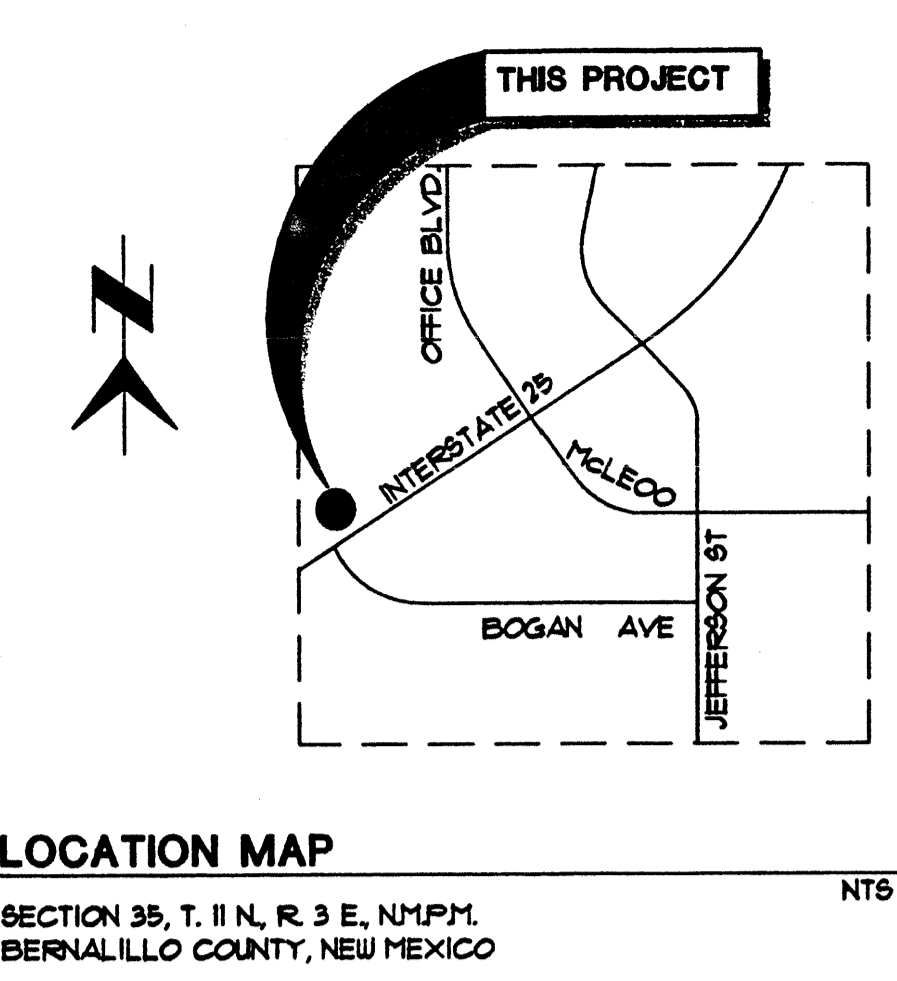 THIS PROJECT
OFFICE BLVD.
N
INTERSTATE 25
McLEOD
JEFFERSON ST
BOGAN AVE
LOCATION MAP
NTS
SECTION 35, T. 11 N., R. 3 E., N.M.P.M.
BERNALILLO COUNTY, NEW MEXICO